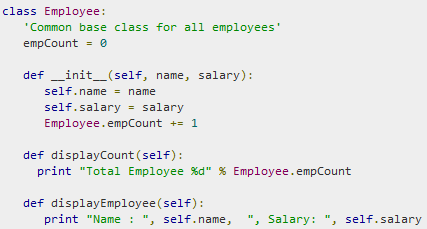 class Employee:
   'Common base class for all employees'
   empCount = 0

   def __init__(self, name, salary):
      self.name = name
      self.salary = salary
      Employee.empCount += 1

   def displayCount(self):
     print "Total Employee %d" % Employee.empCount

   def displayEmployee(self):
      print "Name : ", self.name,  ", Salary: ", self.salary